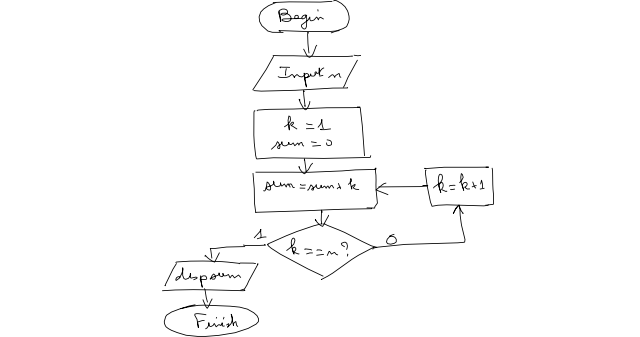 Begin
Input n
k = 1
sum = 0
sum = sum + k
k = k + 1
k == n?
1
0
disp sum
Finish